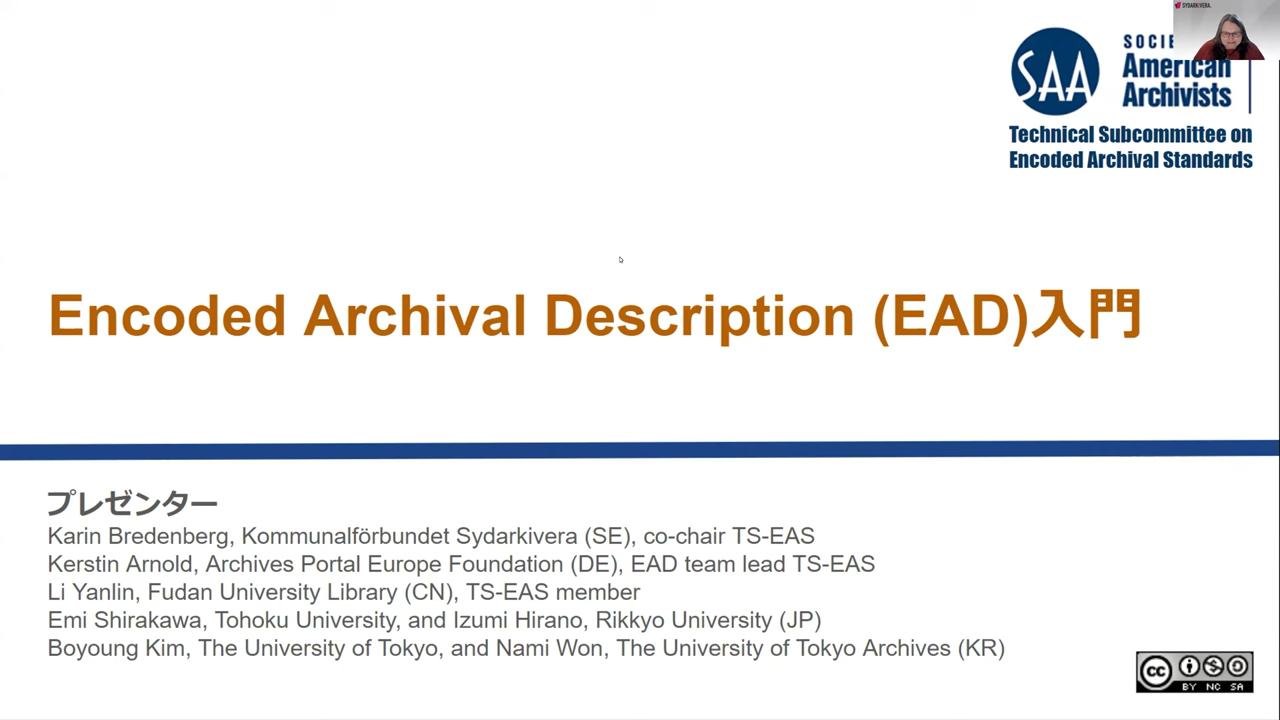 SYDARKIVERA.
SAA
SOCIE
American
Archivists
Technical Subcommittee on
Encoded Archival Standards
Encoded Archival Description (EAD)入門
プレゼンター
Karin Bredenberg, Kommunalförbundet Sydarkivera (SE), co-chair TS-EAS
Kerstin Arnold, Archives Portal Europe Foundation (DE), EAD team lead TS-EAS
Li Yanlin, Fudan University Library (CN), TS-EAS member
Emi Shirakawa, Tohoku University, and Izumi Hirano, Rikkyo University (JP)
Boyoung Kim, The University of Tokyo, and Nami Won, The University of Tokyo Archives (KR)
cc
BY NC SA